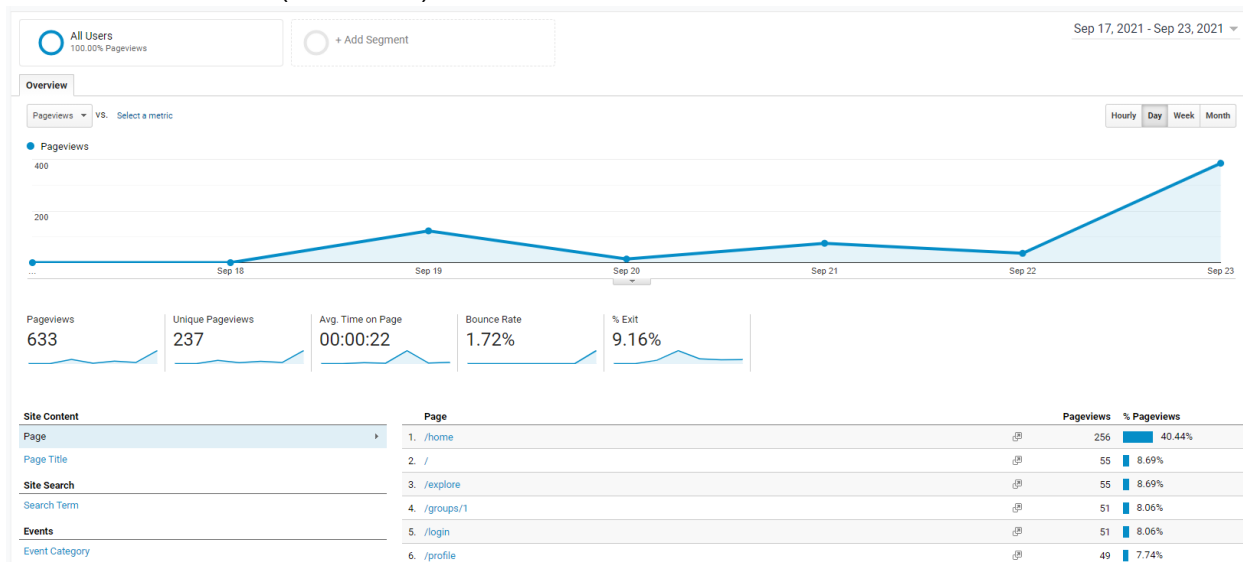 All Users
100.00% Pageviews
+ Add Segment
Sep 17, 2021 - Sep 23, 2021
Overview
Pageviews VS. Select a metric
Hourly Day Week Month
Pageviews
400
200
... Sep 18 Sep 19 Sep 20 Sep 21 Sep 22 Sep 23
Pageviews
633
Unique Pageviews
237
Avg. Time on Page
00:00:22
Bounce Rate
1.72%
% Exit
9.16%
Site Content
Page
Page Title
Site Search
Search Term
Events
Event Category
Page Pageviews % Pageviews
1. /home 256 40.44%
2. / 55 8.69%
3. /explore 55 8.69%
4. /groups/1 51 8.06%
5. /login 51 8.06%
6. /profile 49 7.74%